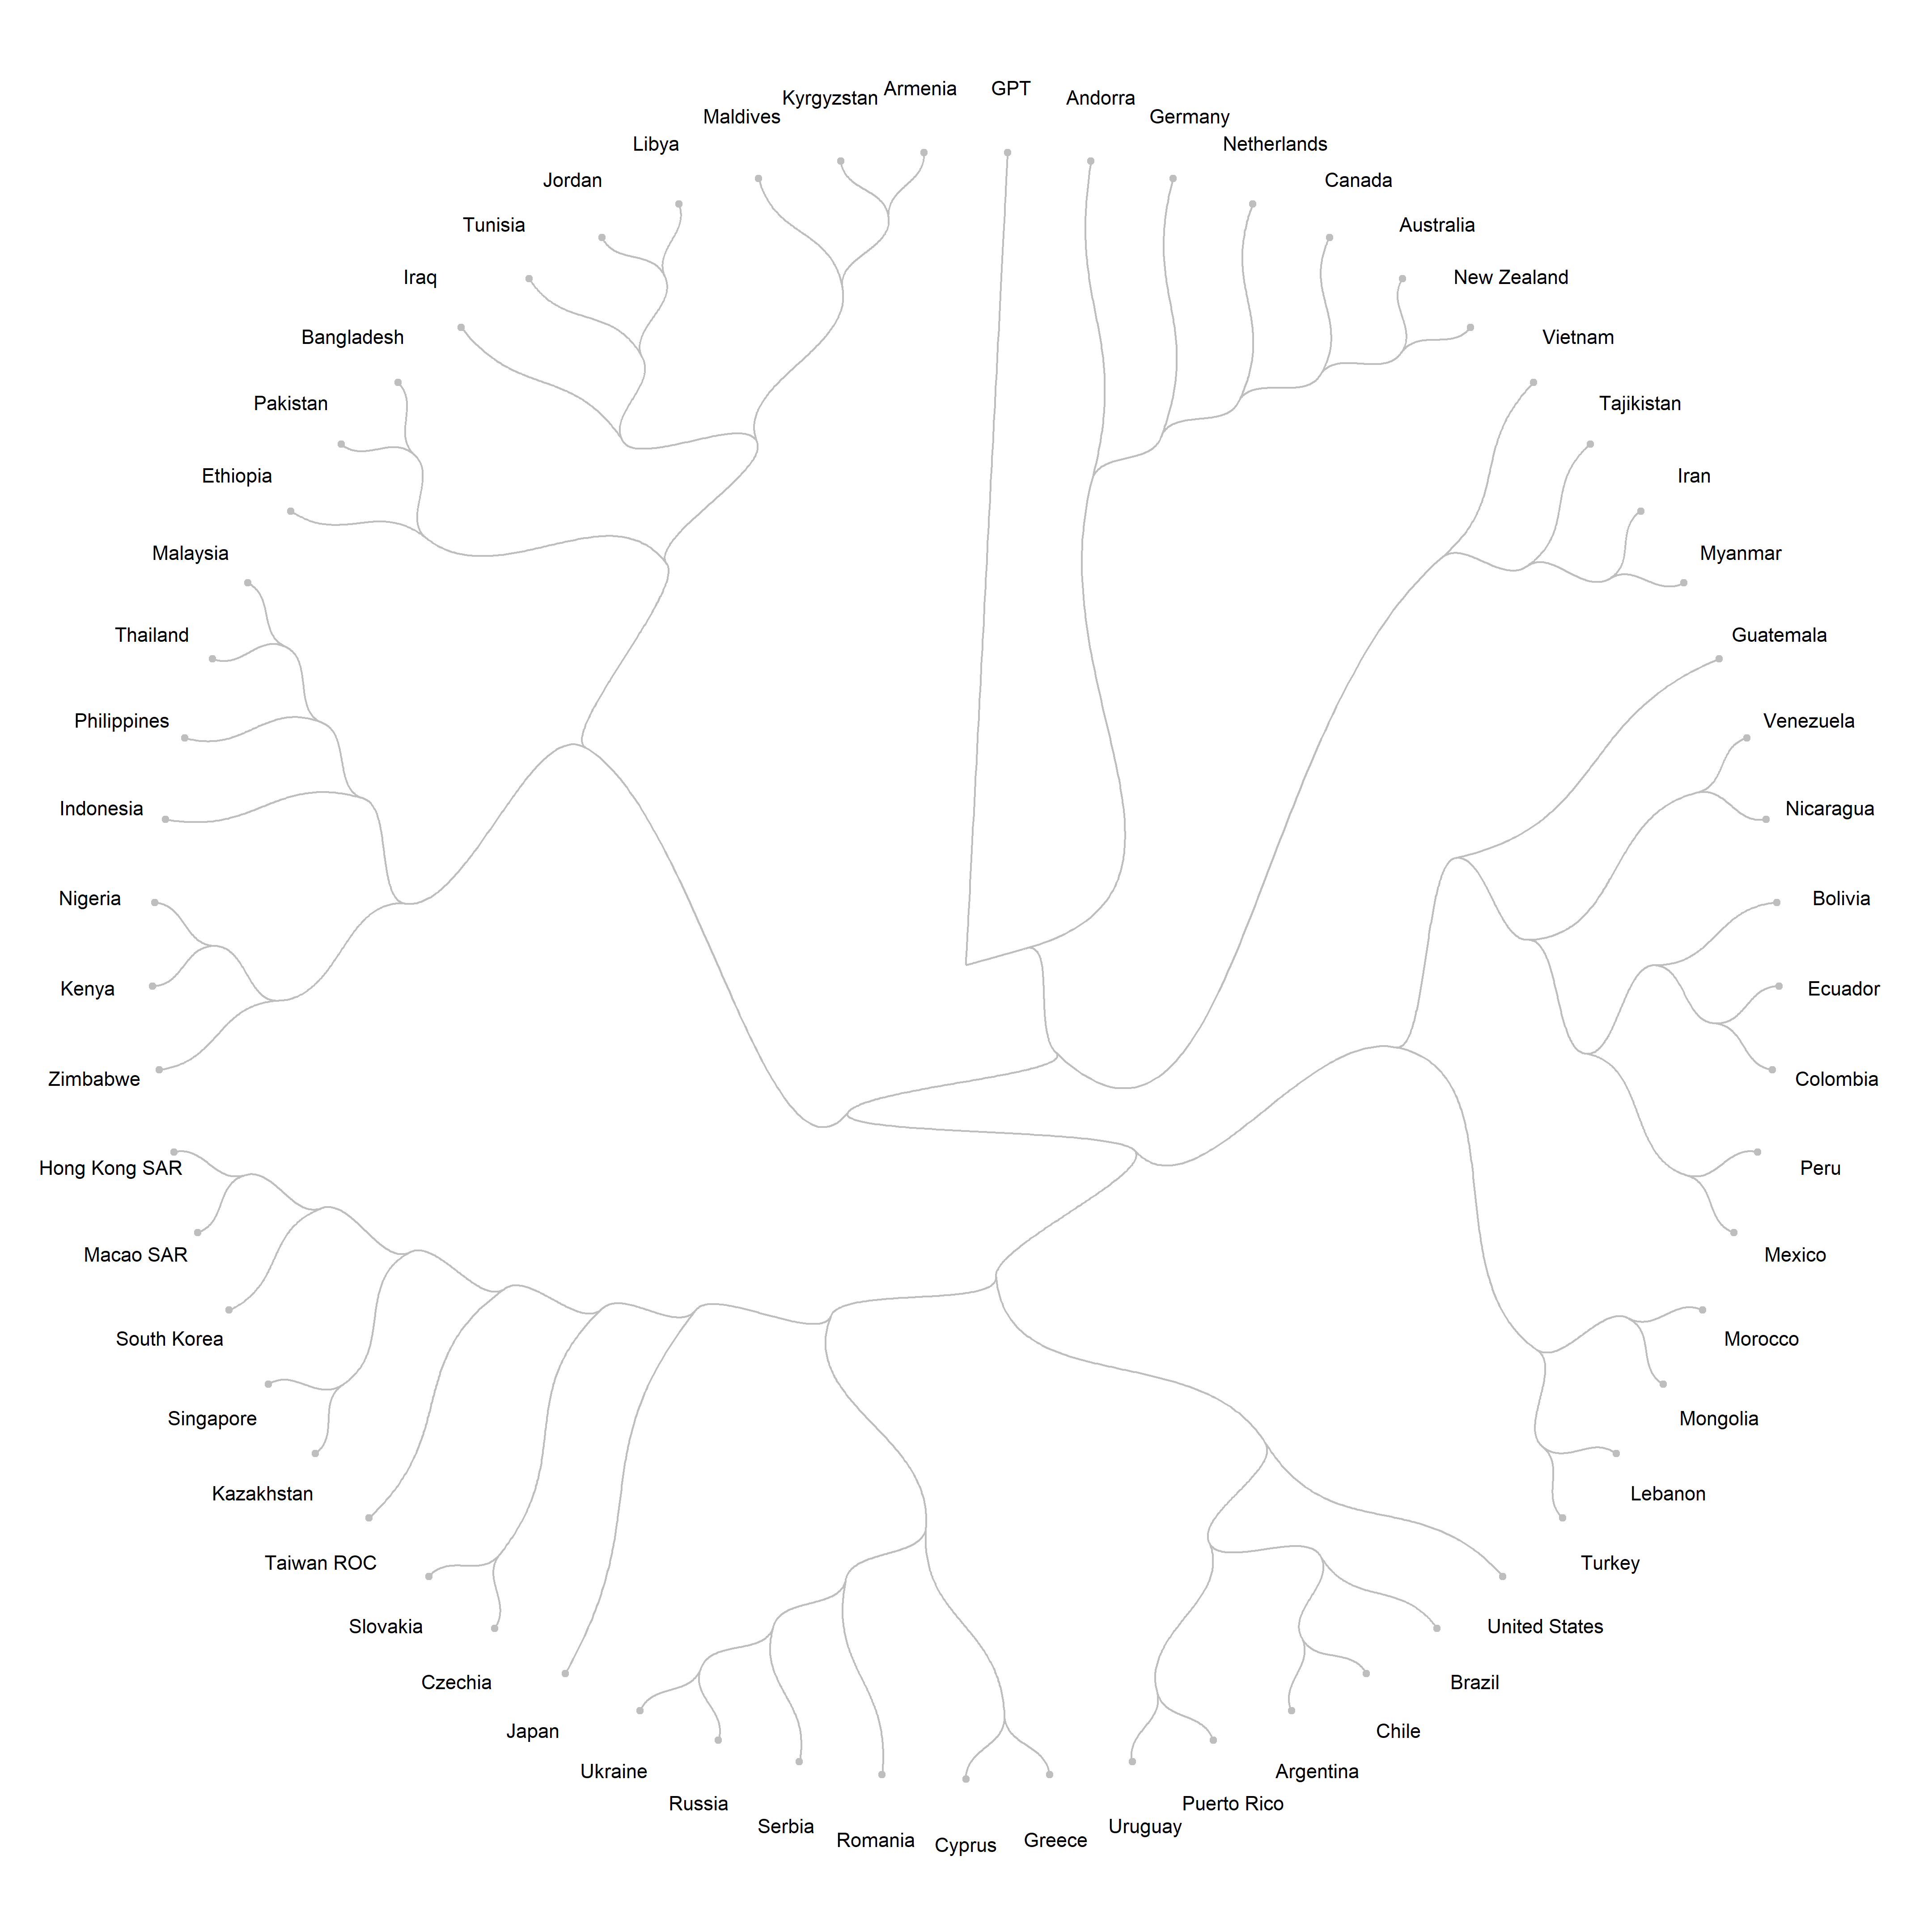 GPT
Andorra
Germany
Netherlands
Canada
Australia
New Zealand
Vietnam
Tajikistan
Iran
Myanmar
Guatemala
Venezuela
Nicaragua
Bolivia
Ecuador
Colombia
Peru
Mexico
Morocco
Mongolia
Lebanon
Turkey
United States
Brazil
Chile
Argentina
Puerto Rico
Uruguay
Greece
Cyprus
Romania
Serbia
Russia
Ukraine
Japan
Czechia
Slovakia
Taiwan ROC
Kazakhstan
Singapore
South Korea
Macao SAR
Hong Kong SAR
Zimbabwe
Kenya
Nigeria
Indonesia
Philippines
Thailand
Malaysia
Ethiopia
Pakistan
Bangladesh
Iraq
Tunisia
Jordan
Libya
Maldives
Kyrgyzstan
Armenia